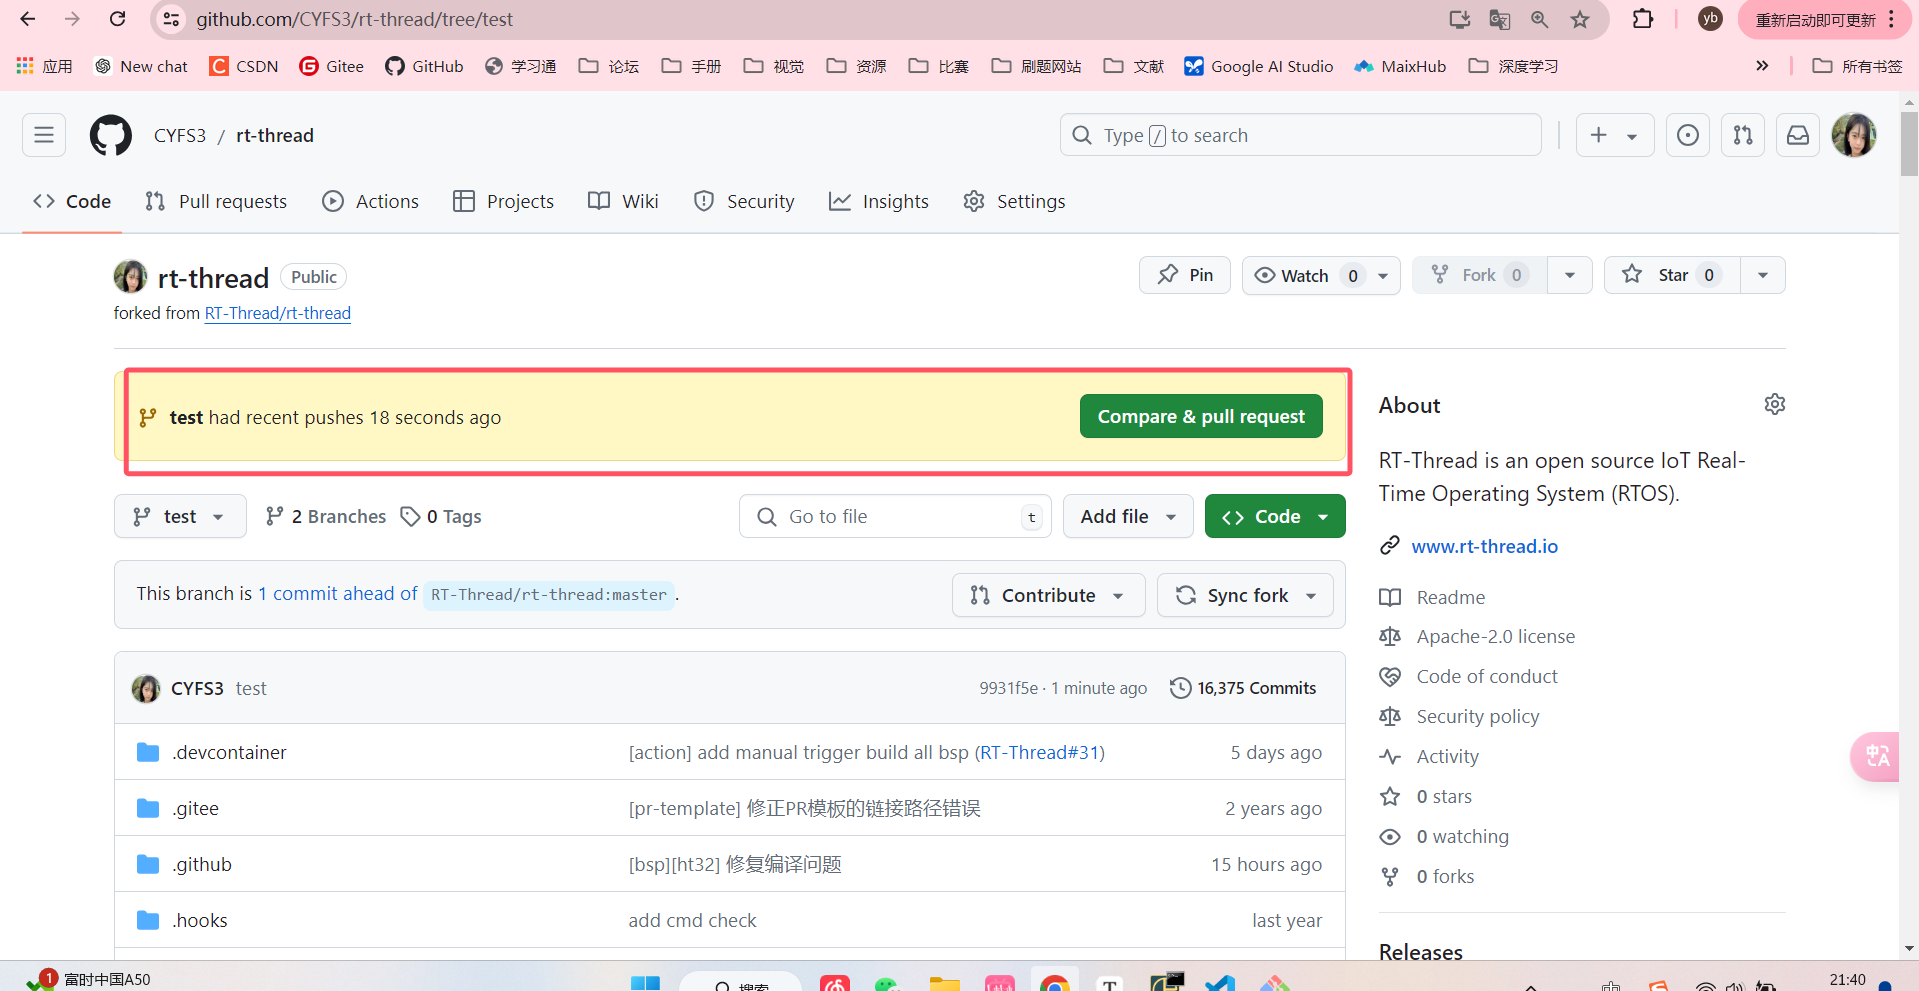 github.com/CYFS3/rt-thread/tree/test
yb
重新启动即可更新
应用 New chat CSDN Gitee GitHub 学习通 论坛 手册 视觉 资源 比赛 刷题网站 文献 Google AI Studio MaixHub 深度学习 » 所有书签
CYFS3 / rt-thread
Type / to search
Code Pull requests Actions Projects Wiki Security Insights Settings
rt-thread Public
Pin Watch 0 Fork 0 Star 0
forked from RT-Thread/rt-thread
test had recent pushes 18 seconds ago
Compare & pull request
test 2 Branches 0 Tags
Go to file t
Add file
Code
This branch is 1 commit ahead of RT-Thread/rt-thread:master .
Contribute Sync fork
CYFS3 test 9931f5e · 1 minute ago 16,375 Commits
.devcontainer [action] add manual trigger build all bsp (RT-Thread#31) 5 days ago
.gitee [pr-template] 修正PR模板的链接路径错误 2 years ago
.github [bsp][ht32] 修复编译问题 15 hours ago
.hooks add cmd check last year
About
RT-Thread is an open source IoT Real-
Time Operating System (RTOS).
www.rt-thread.io
Readme
Apache-2.0 license
Code of conduct
Security policy
Activity
0 stars
0 watching
0 forks
Releases
中A
1 富时中国A50
搜索
T
中
21:40